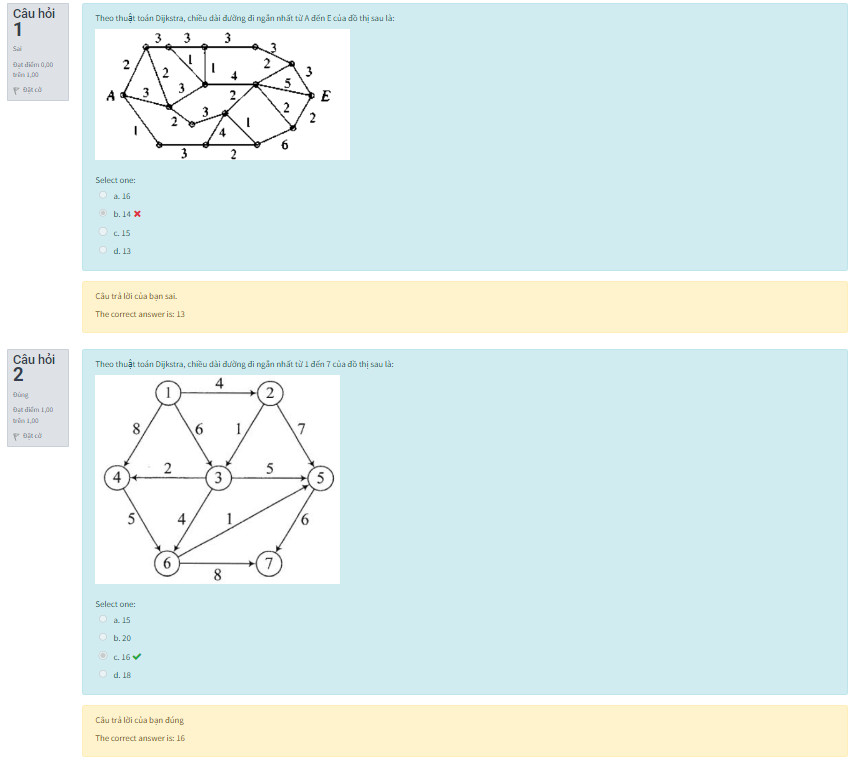 Câu hỏi
1
Sai
Đạt điểm 0,00
trên 1,00
Đặt cờ
Theo thuật toán Dijkstra, chiều dài đường đi ngắn nhất từ A đến E của đồ thị sau là:
3 3 3 3
2 2 1 1 2 3
A 3 3 4 5 E
2 3 2 2 2
1 4 1
3 2 6
Select one:
a. 16
b. 14
c. 15
d. 13
Câu trả lời của bạn sai.
The correct answer is: 13
Câu hỏi
2
Đúng
Đạt điểm 1,00
trên 1,00
Đặt cờ
Theo thuật toán Dijkstra, chiều dài đường đi ngắn nhất từ 1 đến 7 của đồ thị sau là:
1 4 2
8 6 1 7
4 2 3 5 5
5 4 1 6
6 8 7
Select one:
a. 15
b. 20
c. 16
d. 18
Câu trả lời của bạn đúng
The correct answer is: 16